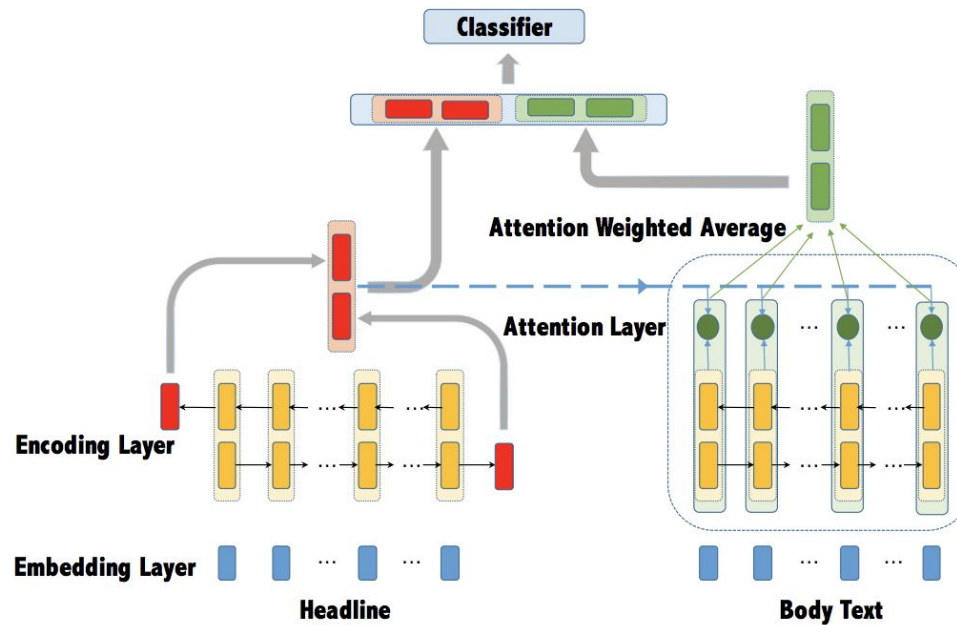 Classifier
Attention Weighted Average
Attention Layer
... ...
Encoding Layer
... ...
... ...
... ...
... ...
Embedding Layer
... ...
... ...
Headline
Body Text